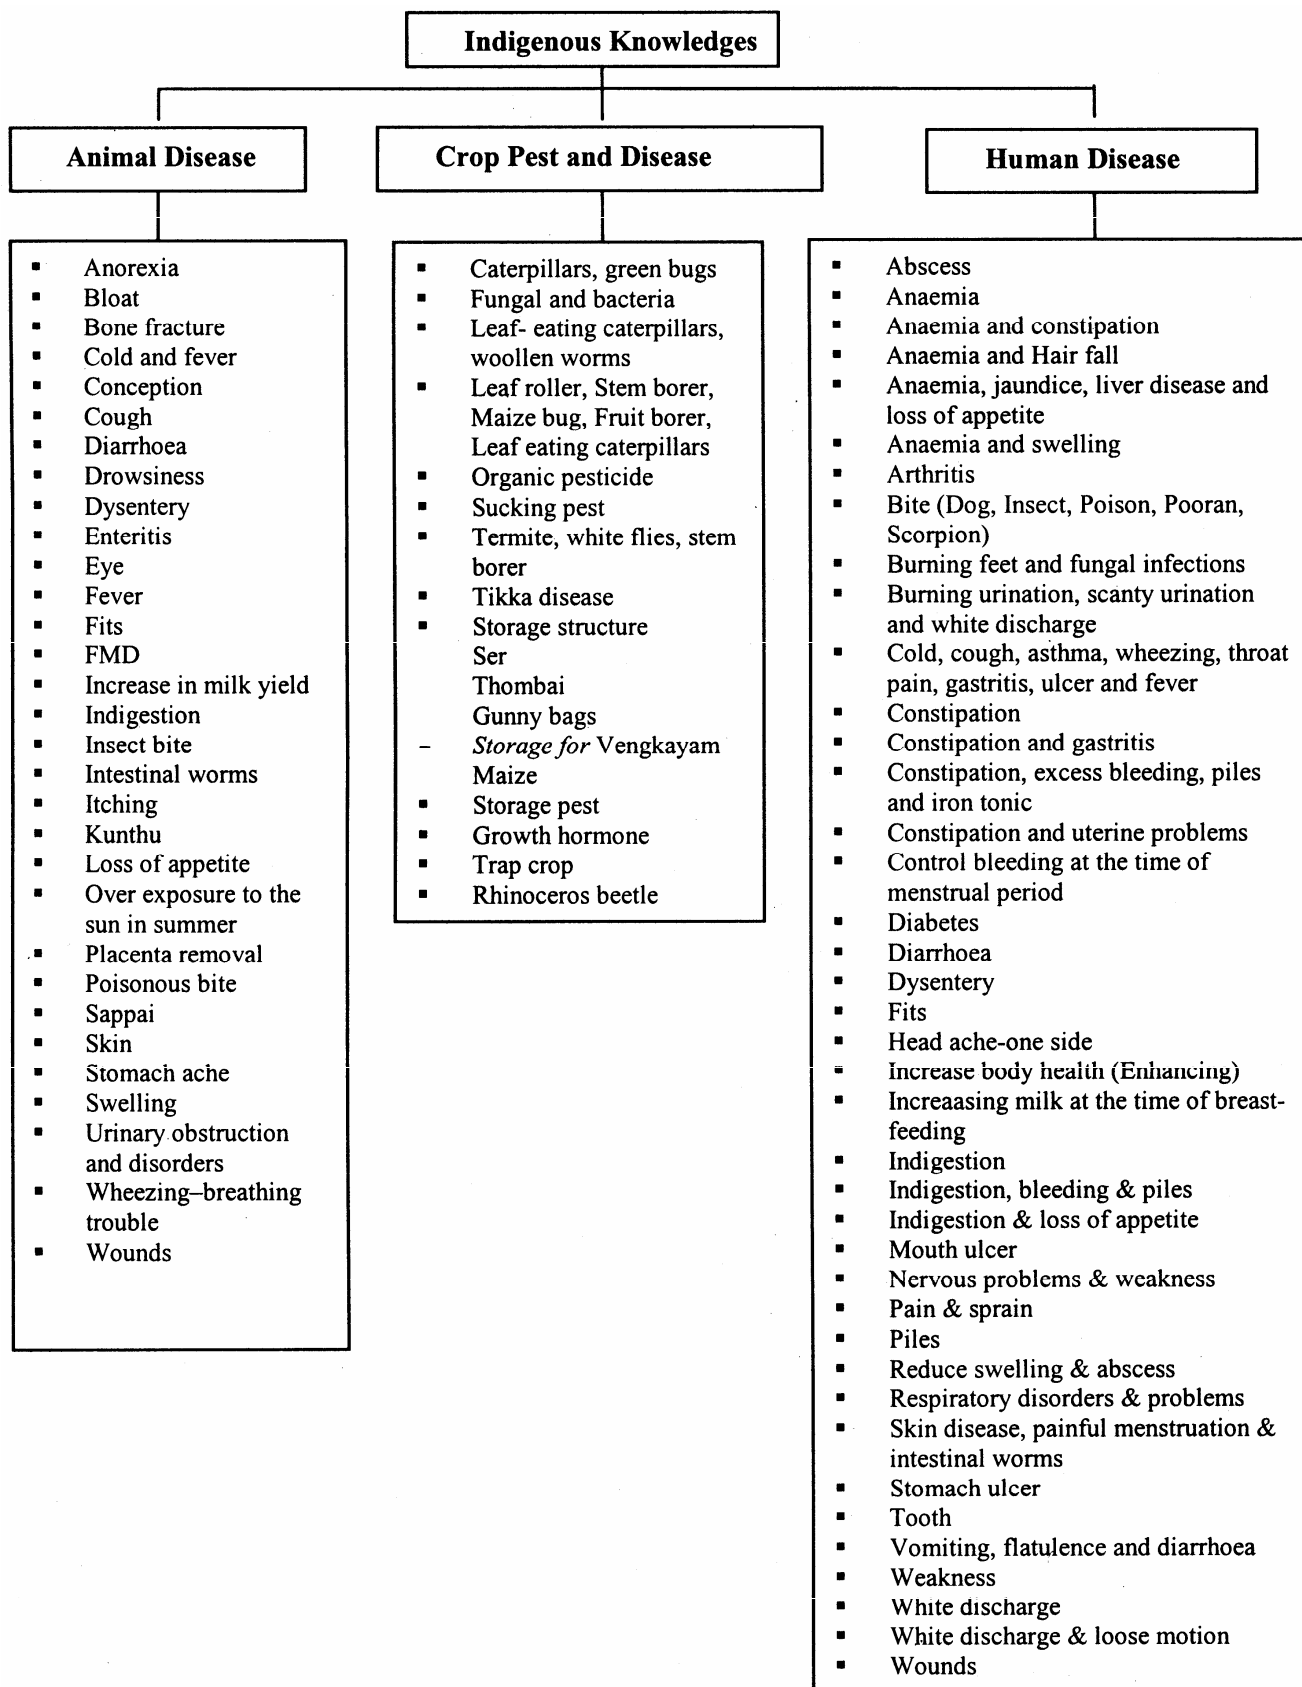 Indigenous Knowledges
Animal Disease
Crop Pest and Disease
Human Disease
Anorexia
Bloat
Bone fracture
Cold and fever
Conception
Cough
Diarrhoea
Drowsiness
Dysentery
Enteritis
Eye
Fever
Fits
FMD
Increase in milk yield
Indigestion
Insect bite
Intestinal worms
Itching
Kunthu
Loss of appetite
Over exposure to the
sun in summer
Placenta removal
Poisonous bite
Sappai
Skin
Stomach ache
Swelling
Urinary obstruction
and disorders
Wheezing–breathing
trouble
Wounds
Caterpillars, green bugs
Fungal and bacteria
Leaf- eating caterpillars,
woollen worms
Leaf roller, Stem borer,
Maize bug, Fruit borer,
Leaf eating caterpillars
Organic pesticide
Sucking pest
Termite, white flies, stem
borer
Tikka disease
Storage structure
Ser
Thombai
Gunny bags
– Storage for Vengkayam
Maize
Storage pest
Growth hormone
Trap crop
Rhinoceros beetle
Abscess
Anaemia
Anaemia and constipation
Anaemia and Hair fall
Anaemia, jaundice, liver disease and
loss of appetite
Anaemia and swelling
Arthritis
Bite (Dog, Insect, Poison, Pooran,
Scorpion)
Burning feet and fungal infections
Burning urination, scanty urination
and white discharge
Cold, cough, asthma, wheezing, throat
pain, gastritis, ulcer and fever
Constipation
Constipation and gastritis
Constipation, excess bleeding, piles
and iron tonic
Constipation and uterine problems
Control bleeding at the time of
menstrual period
Diabetes
Diarrhoea
Dysentery
Fits
Head ache-one side
Increase body health (Enhancing)
Increaasing milk at the time of breast-
feeding
Indigestion
Indigestion, bleeding & piles
Indigestion & loss of appetite
Mouth ulcer
Nervous problems & weakness
Pain & sprain
Piles
Reduce swelling & abscess
Respiratory disorders & problems
Skin disease, painful menstruation &
intestinal worms
Stomach ulcer
Tooth
Vomiting, flatulence and diarrhoea
Weakness
White discharge
White discharge & loose motion
Wounds